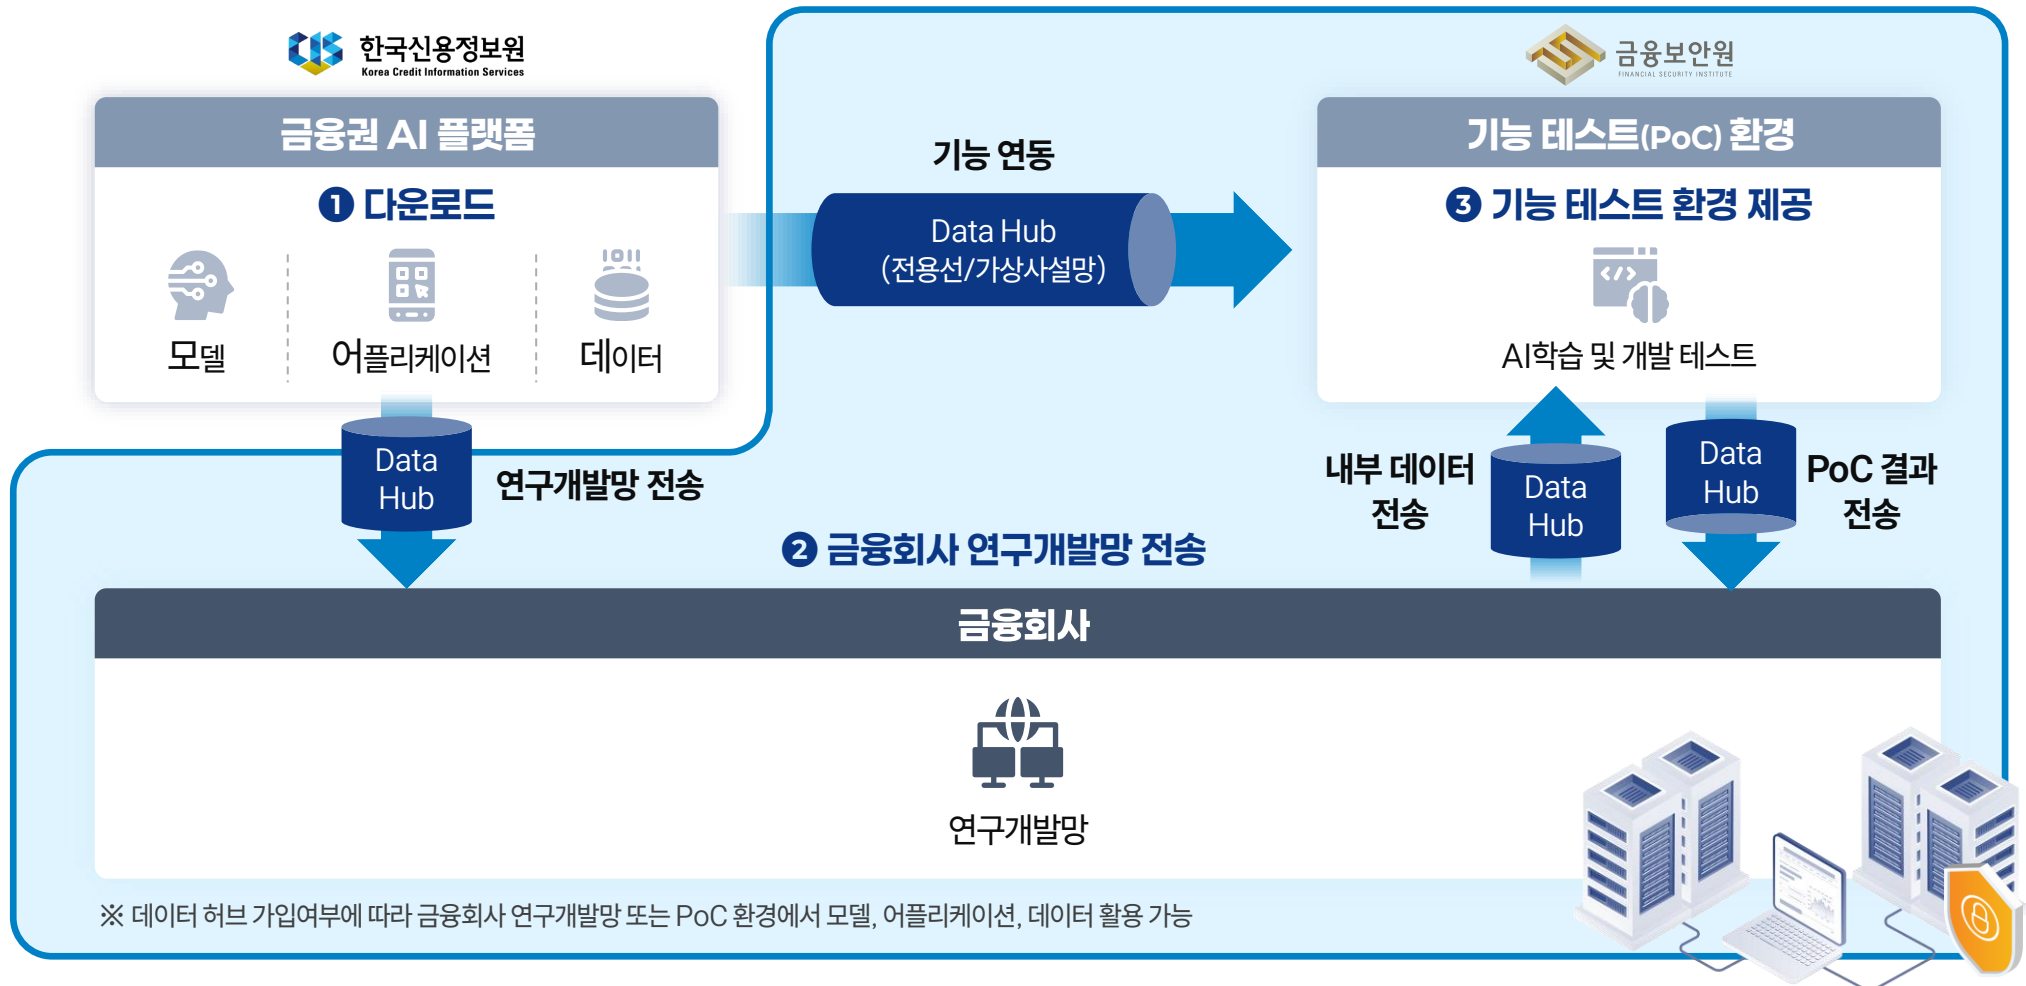 CIS 한국신용정보원
Korea Credit Information Services
금융보안원
FINANCIAL SECURITY INSTITUTE
금융권 AI 플랫폼
❶ 다운로드
모델
어플리케이션
데이터
기능 연동
Data Hub
(전용선/가상사설망)
기능 테스트(PoC) 환경
❸ 기능 테스트 환경 제공
AI학습 및 개발 테스트
Data
Hub
연구개발망 전송
내부 데이터
전송
Data
Hub
Data
Hub
PoC 결과
전송
❷ 금융회사 연구개발망 전송
금융회사
연구개발망
※ 데이터 허브 가입여부에 따라 금융회사 연구개발망 또는 PoC 환경에서 모델, 어플리케이션, 데이터 활용 가능